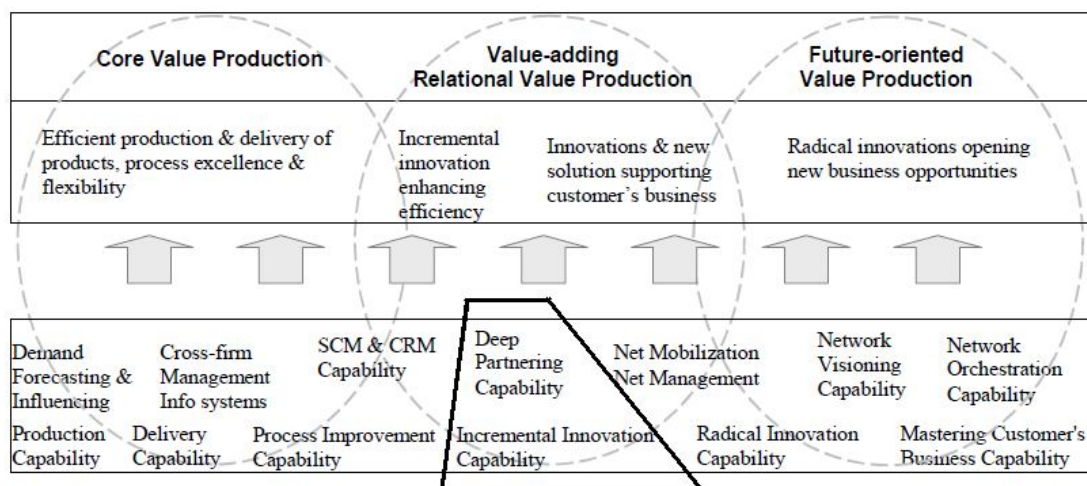 Core Value Production
Value-adding
Relational Value Production
Future-oriented
Value Production
Efficient production & delivery of
products, process excellence &
flexibility
Incremental
innovation
enhancing
efficiency
Innovations & new
solution supporting
customer's business
Radical innovations opening
new business opportunities
Demand
Forecasting &
Influencing
Cross-firm
Management
Info systems
SCM & CRM
Capability
Deep
Partnering
Capability
Net Mobilization
Net Management
Network
Visioning
Capability
Network
Orchestration
Capability
Production
Capability
Delivery
Capability
Process Improvement
Capability
Incremental Innovation
Capability
Radical Innovation
Capability
Mastering Customer's
Business Capability